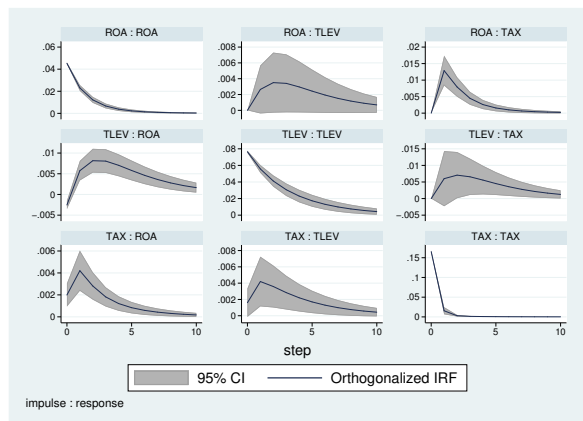 ROA : ROA
ROA : TLEV
ROA : TAX
.06
.04
.02
0
.008
.006
.004
.002
0
.02
.015
.01
.005
0
TLEV : ROA
TLEV : TLEV
TLEV : TAX
.01
.005
0
-.005
.08
.06
.04
.02
0
.015
.01
.005
0
-.005
TAX : ROA
TAX : TLEV
TAX : TAX
.006
.004
.002
0
.008
.006
.004
.002
0
.15
.1
.05
0
0 5 10
0 5 10
0 5 10
step
95% CI
Orthogonalized IRF
impulse : response